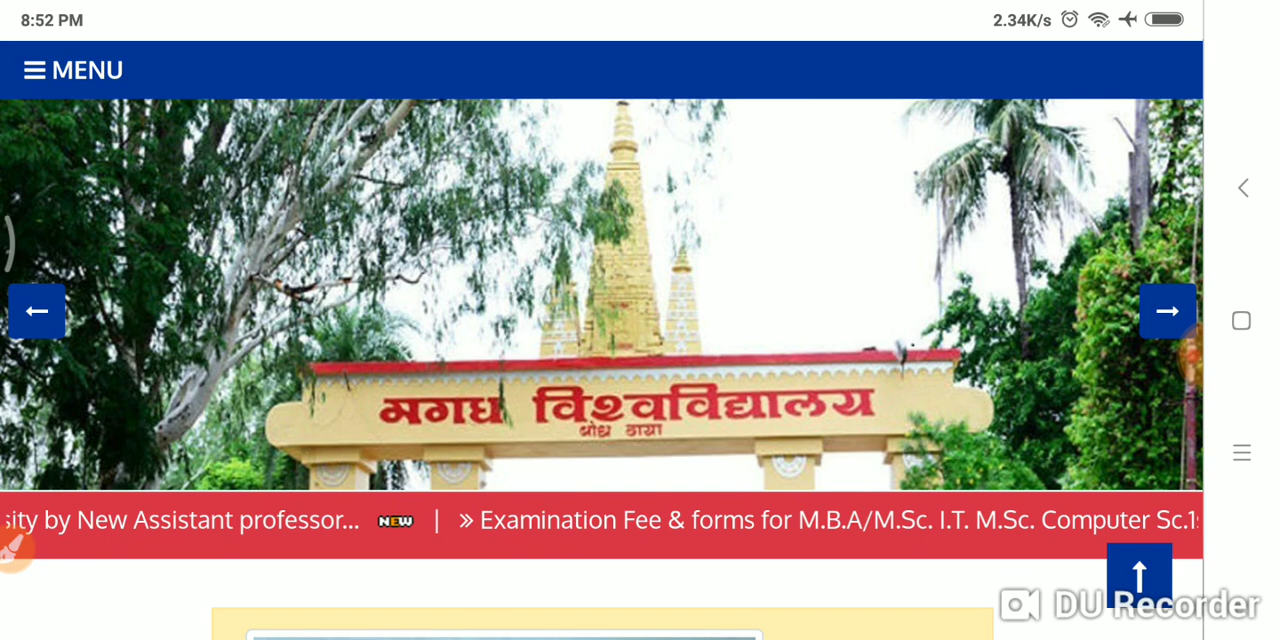 8:52 PM
2.34K/s
MENU
मगध विश्वविद्यालय
बोध गया
sity by New Assistant professor... NEW | » Examination Fee & forms for M.B.A/M.Sc. I.T. M.Sc. Computer Sc.1
DU Recorder